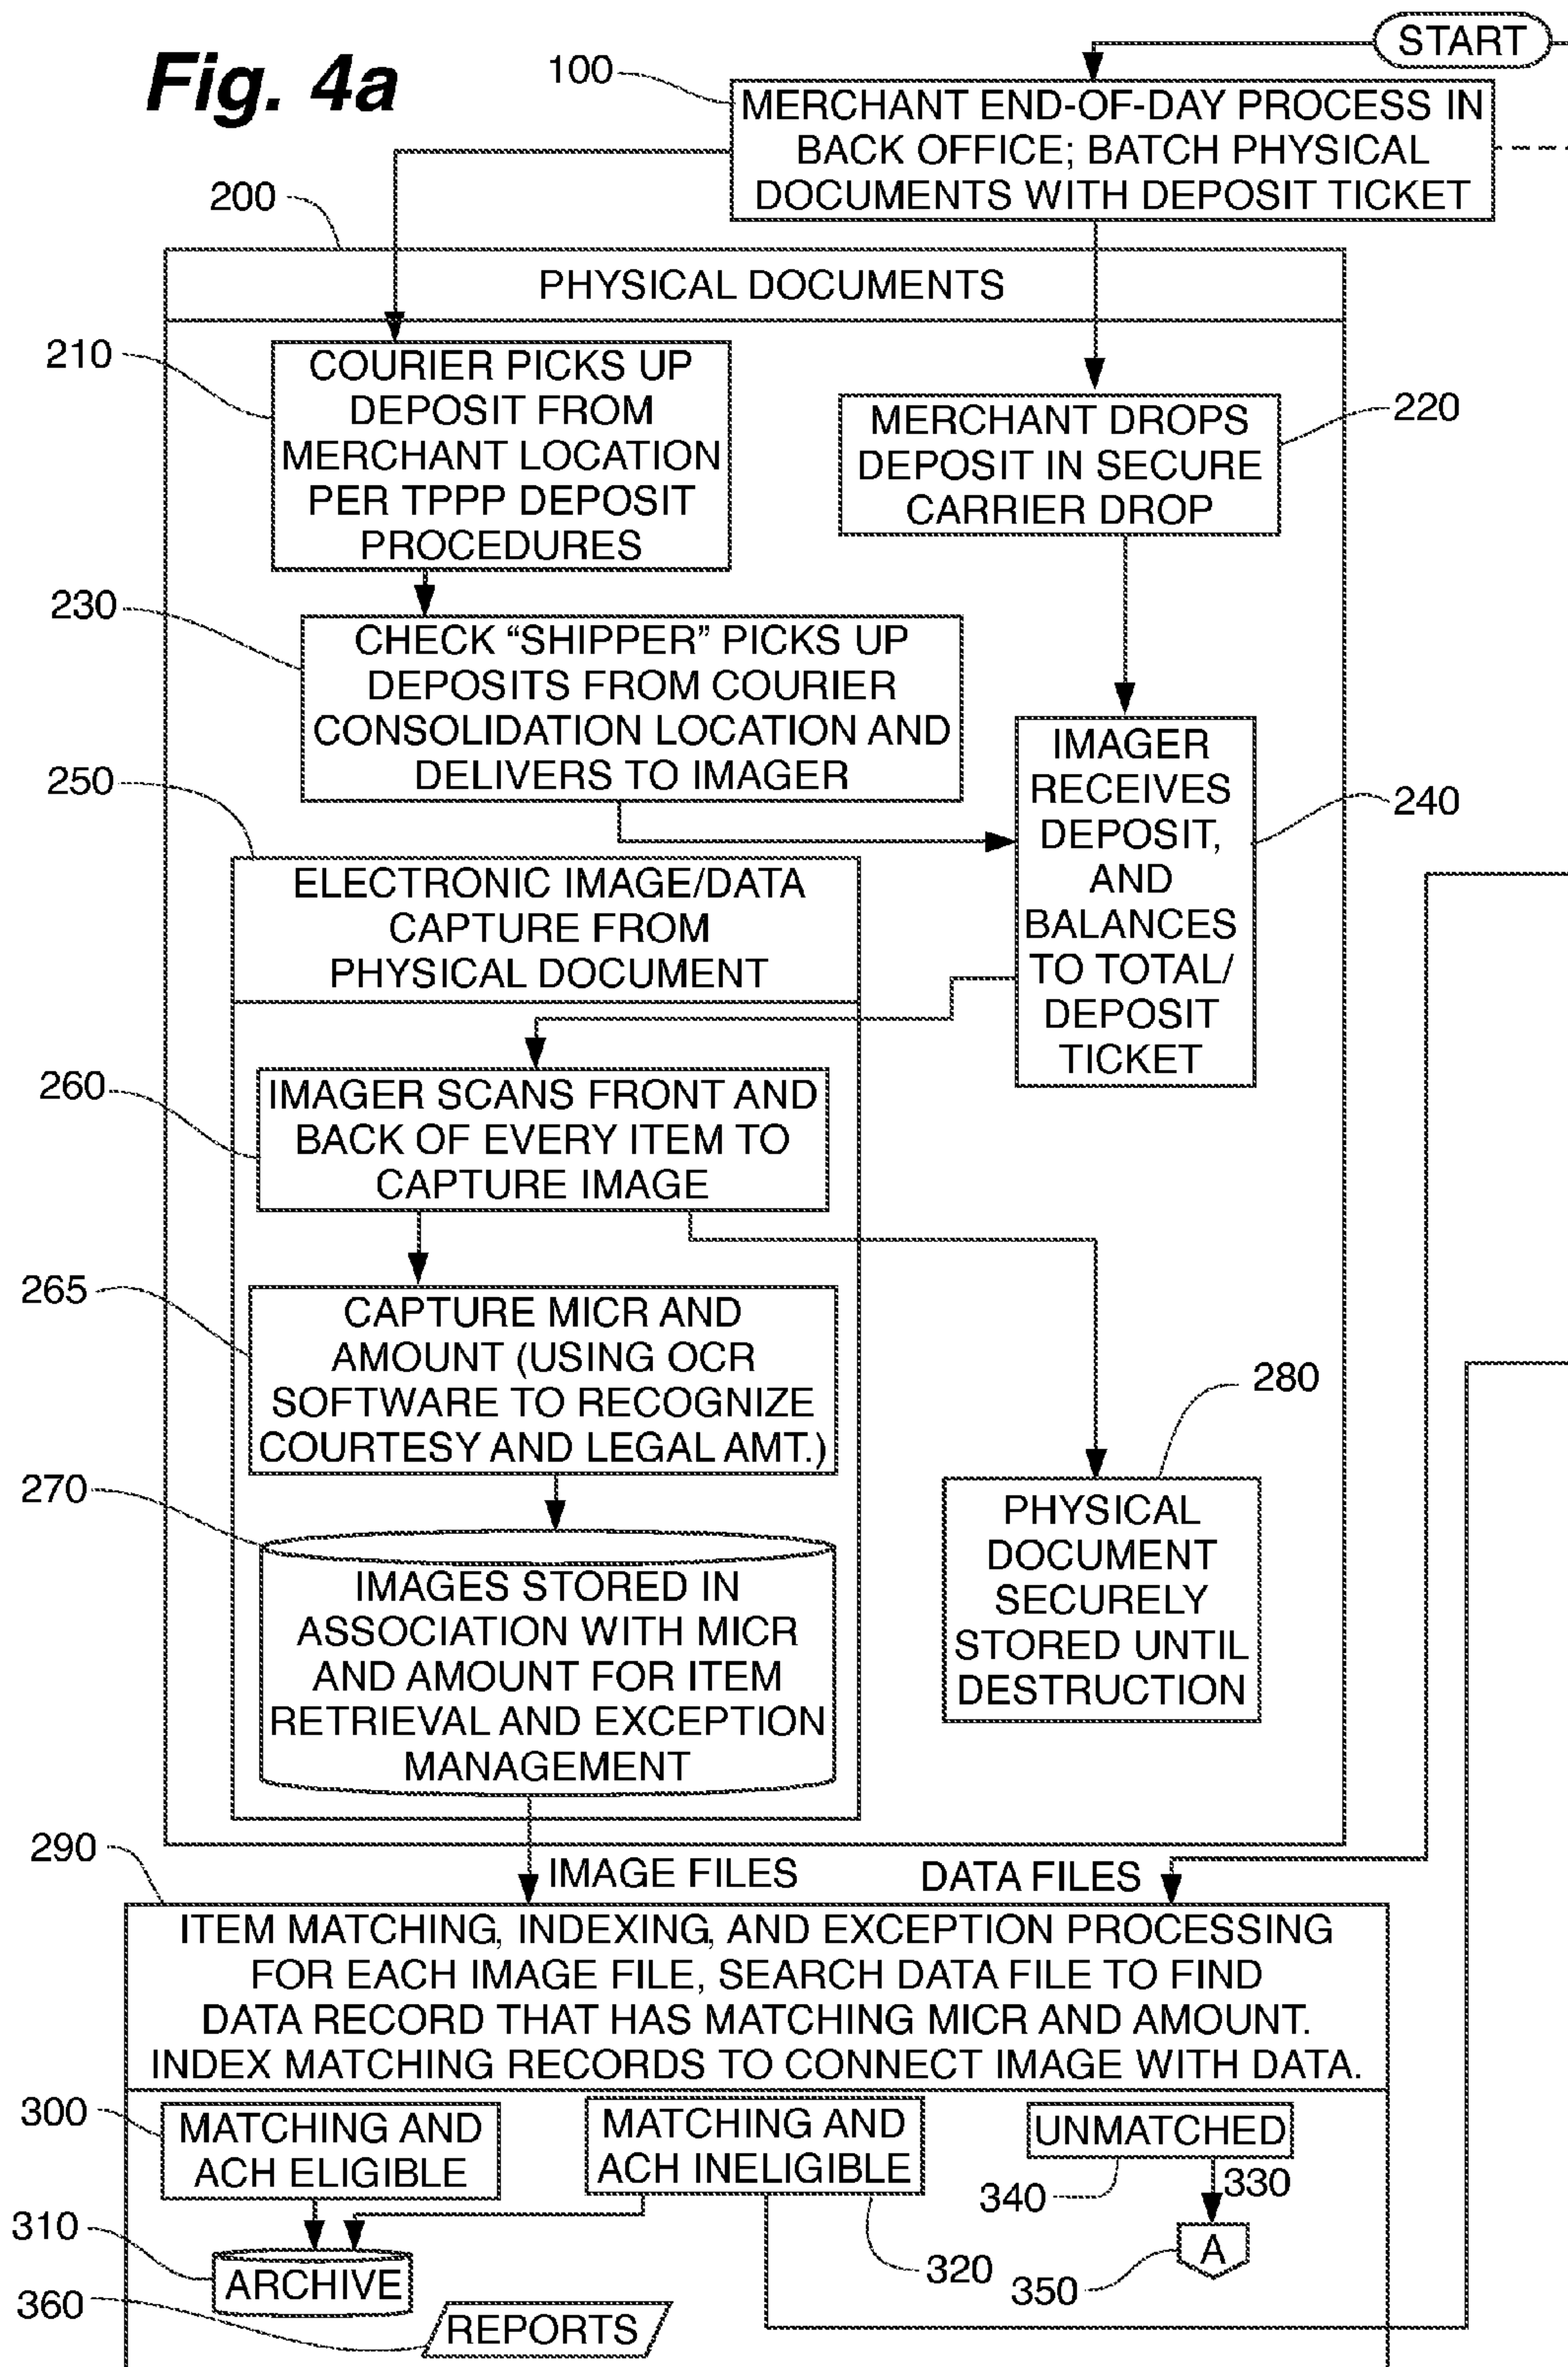 Fig. 4a
START
100
MERCHANT END-OF-DAY PROCESS IN
BACK OFFICE; BATCH PHYSICAL
DOCUMENTS WITH DEPOSIT TICKET
200
PHYSICAL DOCUMENTS
210
COURIER PICKS UP
DEPOSIT FROM
MERCHANT LOCATION
PER TPPP DEPOSIT
PROCEDURES
220
MERCHANT DROPS
DEPOSIT IN SECURE
CARRIER DROP
230
CHECK “SHIPPER” PICKS UP
DEPOSITS FROM COURIER
CONSOLIDATION LOCATION AND
DELIVERS TO IMAGER
240
IMAGER
RECEIVES
DEPOSIT,
AND
BALANCES
TO TOTAL/
DEPOSIT
TICKET
250
ELECTRONIC IMAGE/DATA
CAPTURE FROM
PHYSICAL DOCUMENT
260
IMAGER SCANS FRONT AND
BACK OF EVERY ITEM TO
CAPTURE IMAGE
265
CAPTURE MICR AND
AMOUNT (USING OCR
SOFTWARE TO RECOGNIZE
COURTESY AND LEGAL AMT.)
270
IMAGES STORED IN
ASSOCIATION WITH MICR
AND AMOUNT FOR ITEM
RETRIEVAL AND EXCEPTION
MANAGEMENT
280
PHYSICAL
DOCUMENT
SECURELY
STORED UNTIL
DESTRUCTION
290
IMAGE FILES
DATA FILES
ITEM MATCHING, INDEXING, AND EXCEPTION PROCESSING
FOR EACH IMAGE FILE, SEARCH DATA FILE TO FIND
DATA RECORD THAT HAS MATCHING MICR AND AMOUNT.
INDEX MATCHING RECORDS TO CONNECT IMAGE WITH DATA.
300
MATCHING AND
ACH ELIGIBLE
MATCHING AND
ACH INELIGIBLE
UNMATCHED
340
330
310
ARCHIVE
320
350
A
360
REPORTS